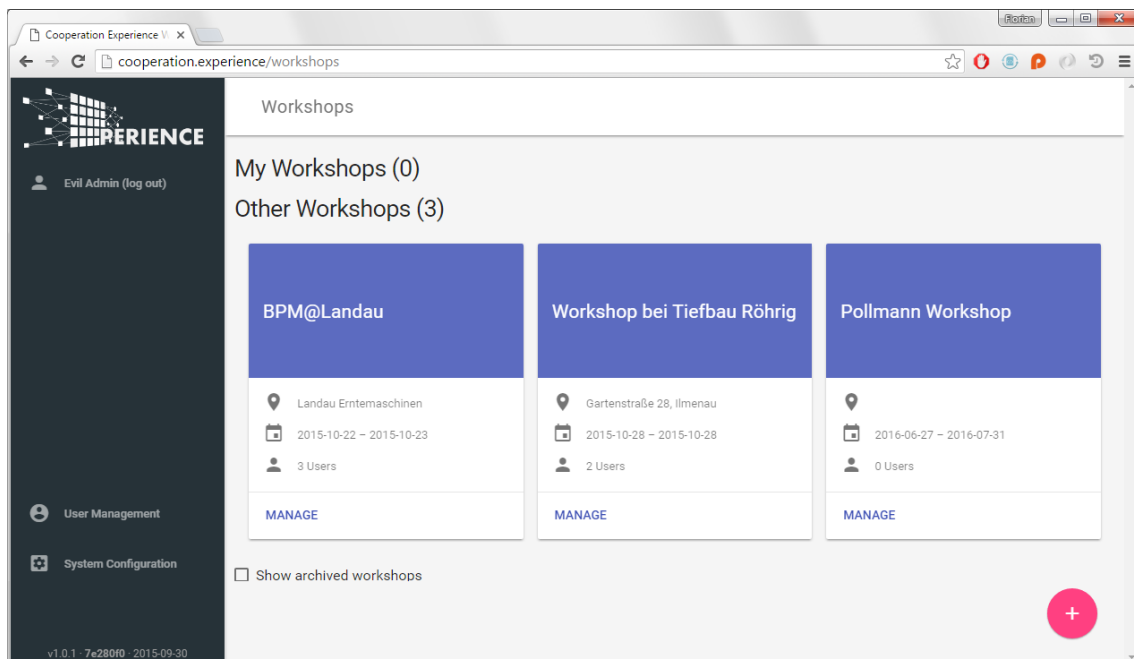 Florian
Cooperation Experience W
cooperation.experience/workshops
XPERIENCE
Workshops
Evil Admin (log out)
My Workshops (0)
Other Workshops (3)
BPM@Landau
Landau Erntemaschinen
2015-10-22 – 2015-10-23
3 Users
MANAGE
Workshop bei Tiefbau Röhrig
Gartenstraße 28, Ilmenau
2015-10-28 – 2015-10-28
2 Users
MANAGE
Pollmann Workshop
2016-06-27 – 2016-07-31
0 Users
MANAGE
User Management
System Configuration
Show archived workshops
v1.0.1 · 7e280f0 · 2015-09-30